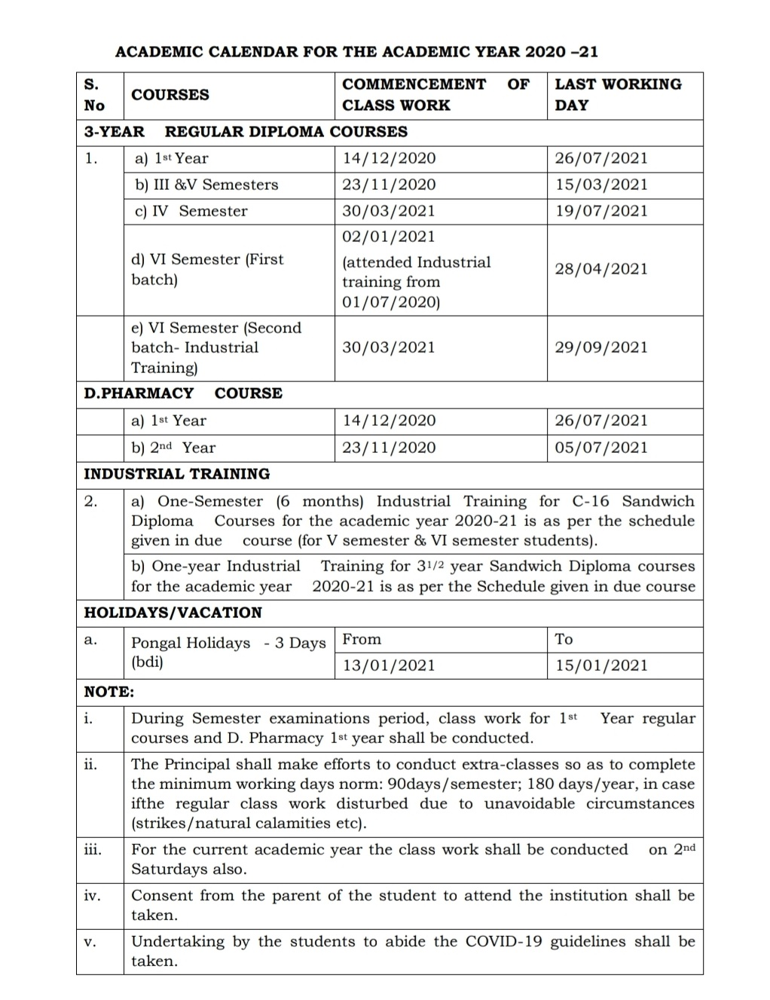 ACADEMIC CALENDAR FOR THE ACADEMIC YEAR 2020 –21
S. No COURSES COMMENCEMENT OF CLASS WORK LAST WORKING DAY
3-YEAR REGULAR DIPLOMA COURSES
1. a) 1st Year 14/12/2020 26/07/2021
b) III &V Semesters 23/11/2020 15/03/2021
c) IV Semester 30/03/2021 19/07/2021
d) VI Semester (First
batch)
02/01/2021
(attended Industrial
training from
01/07/2020)
28/04/2021
e) VI Semester (Second
batch- Industrial
Training)
30/03/2021 29/09/2021
D.PHARMACY COURSE
a) 1st Year 14/12/2020 26/07/2021
b) 2nd Year 23/11/2020 05/07/2021
INDUSTRIAL TRAINING
2. a) One-Semester (6 months) Industrial Training for C-16 Sandwich
Diploma Courses for the academic year 2020-21 is as per the schedule
given in due course (for V semester & VI semester students).
b) One-year Industrial Training for 31/2 year Sandwich Diploma courses
for the academic year 2020-21 is as per the Schedule given in due course
HOLIDAYS/VACATION
a. Pongal Holidays - 3 Days
(bdi)
From To
13/01/2021 15/01/2021
NOTE:
i. During Semester examinations period, class work for 1st Year regular
courses and D. Pharmacy 1st year shall be conducted.
ii. The Principal shall make efforts to conduct extra-classes so as to complete
the minimum working days norm: 90days/semester; 180 days/year, in case
ifthe regular class work disturbed due to unavoidable circumstances
(strikes/natural calamities etc).
iii. For the current academic year the class work shall be conducted on 2nd
Saturdays also.
iv. Consent from the parent of the student to attend the institution shall be
taken.
v. Undertaking by the students to abide the COVID-19 guidelines shall be
taken.